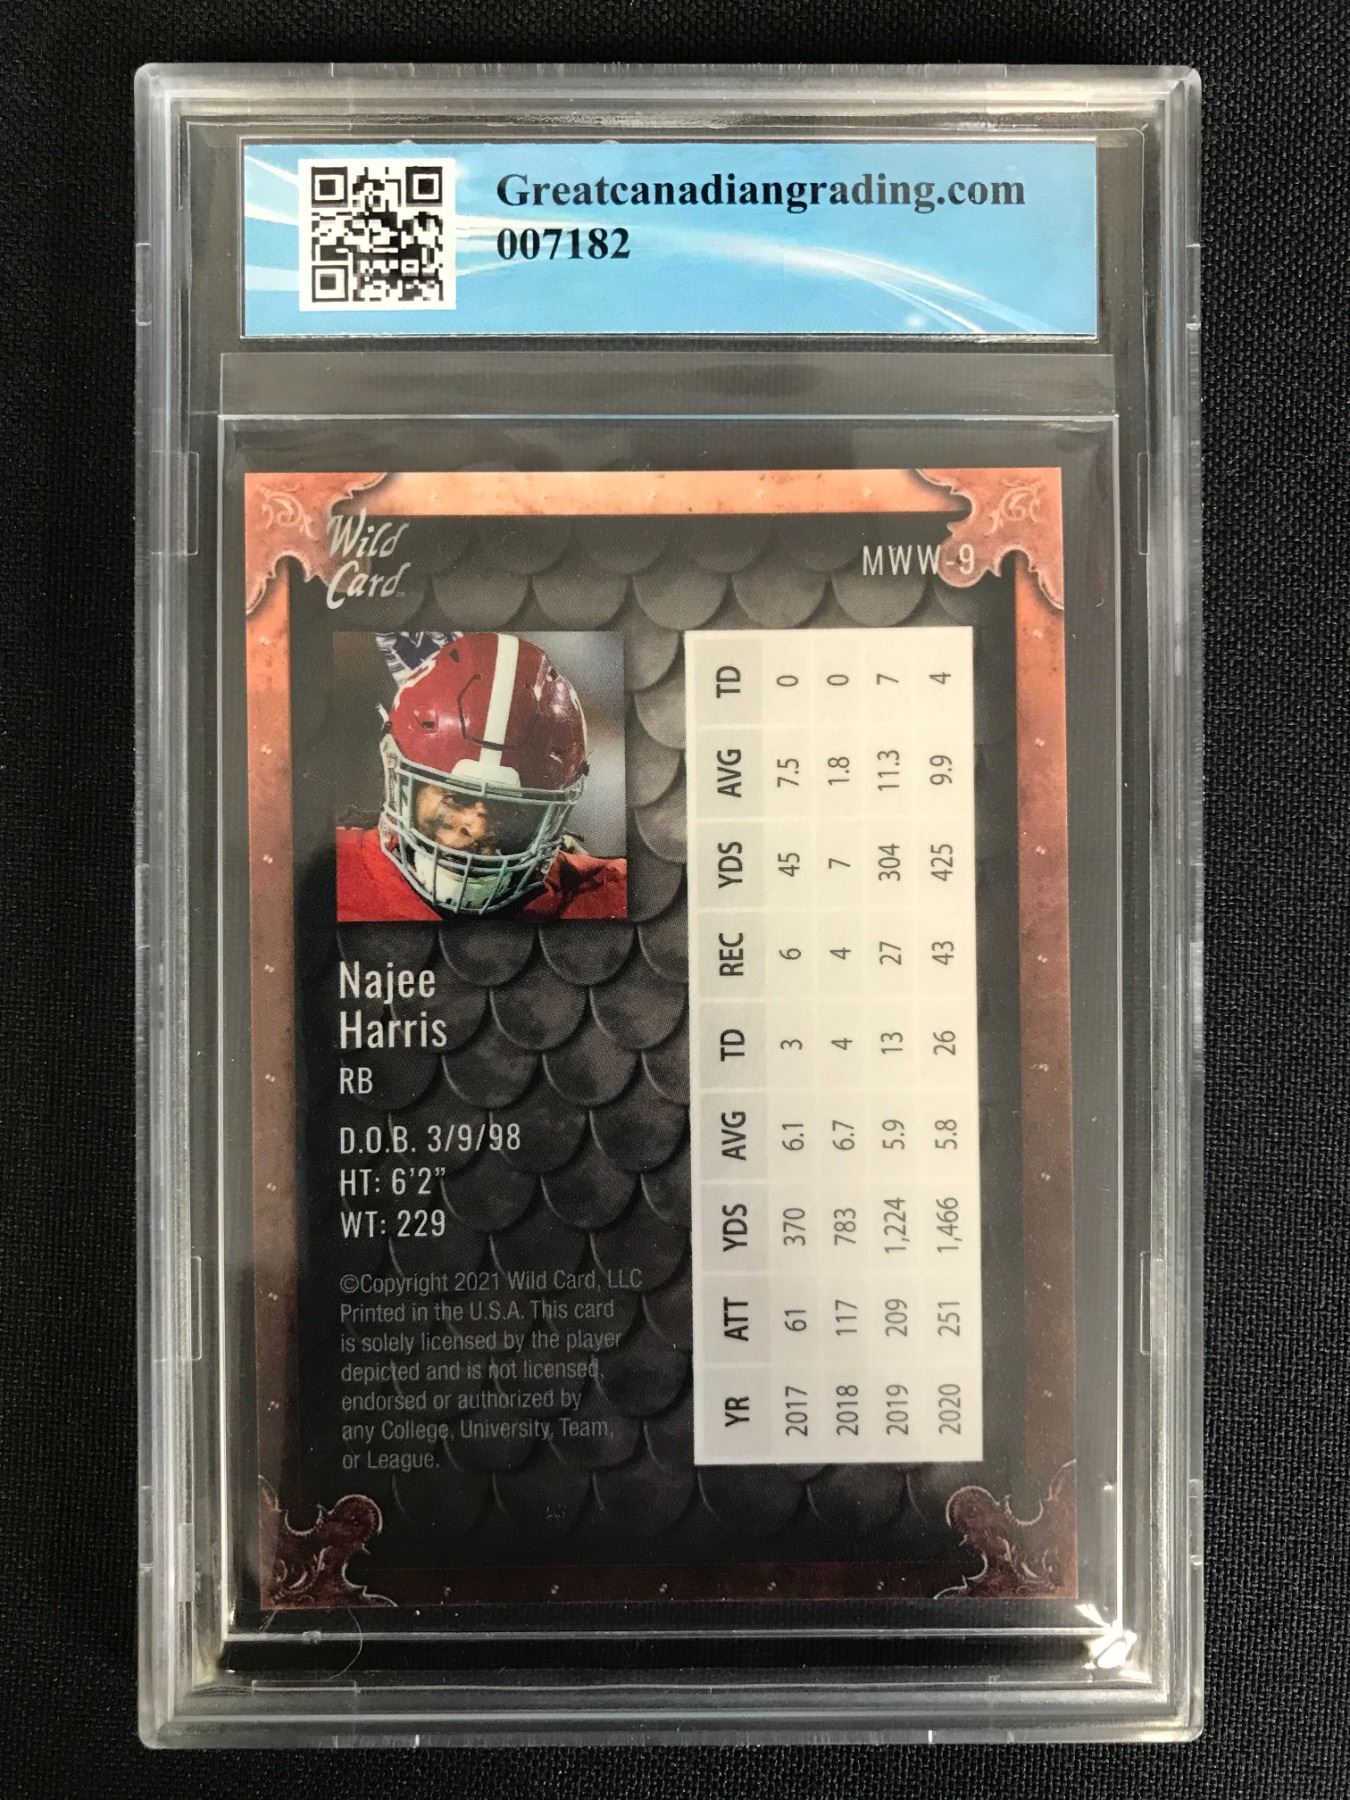 Greatcanadiangrading.com
007182
Wild
Card
MWW-9
Najee
Harris
RB
D.O.B. 3/9/98
HT: 6'2"
WT: 229
©Copyright 2021 Wild Card, LLC
Printed in the U.S.A. This card
is solely licensed by the player
depicted and is not licensed,
endorsed or authorized by
any College, University, Team,
or League.
YR ATT YDS AVG TD REC YDS AVG TD
2017 61 370 6.1 3 6 45 7.5 0
2018 117 783 6.7 4 4 7 1.8 0
2019 209 1,224 5.9 13 27 304 11.3 7
2020 251 1,466 5.8 26 43 425 9.9 4